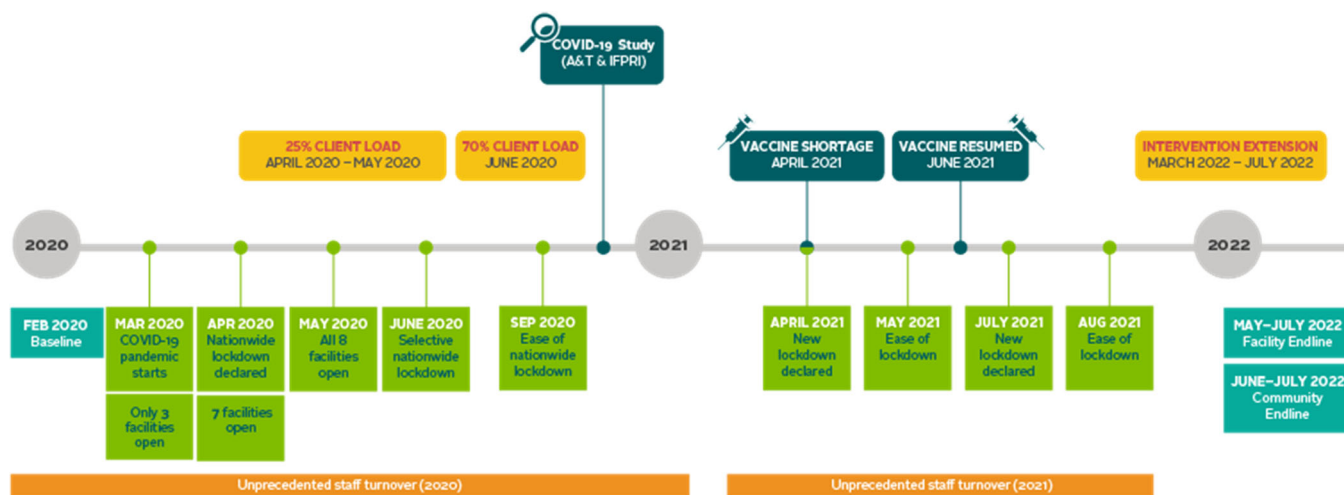 COVID-19 Study
(A&T & IFPRI)
25% CLIENT LOAD
APRIL 2020 – MAY 2020
70% CLIENT LOAD
JUNE 2020
VACCINE SHORTAGE
APRIL 2021
VACCINE RESUMED
JUNE 2021
INTERVENTION EXTENSION
MARCH 2022 – JULY 2022
2020
2021
2022
FEB 2020
Baseline
MAR 2020
COVID-19
pandemic
starts
Only 3
facilities
open
APR 2020
Nationwide
lockdown
declared
7 facilities
open
MAY 2020
All 8
facilities
open
JUNE 2020
Selective
nationwide
lockdown
SEP 2020
Ease of
nationwide
lockdown
APRIL 2021
New
lockdown
declared
MAY 2021
Ease of
lockdown
JULY 2021
New
lockdown
declared
AUG 2021
Ease of
lockdown
MAY–JULY 2022
Facility Endline
JUNE–JULY 2022
Community
Endline
Unprecedented staff turnover (2020)
Unprecedented staff turnover (2021)